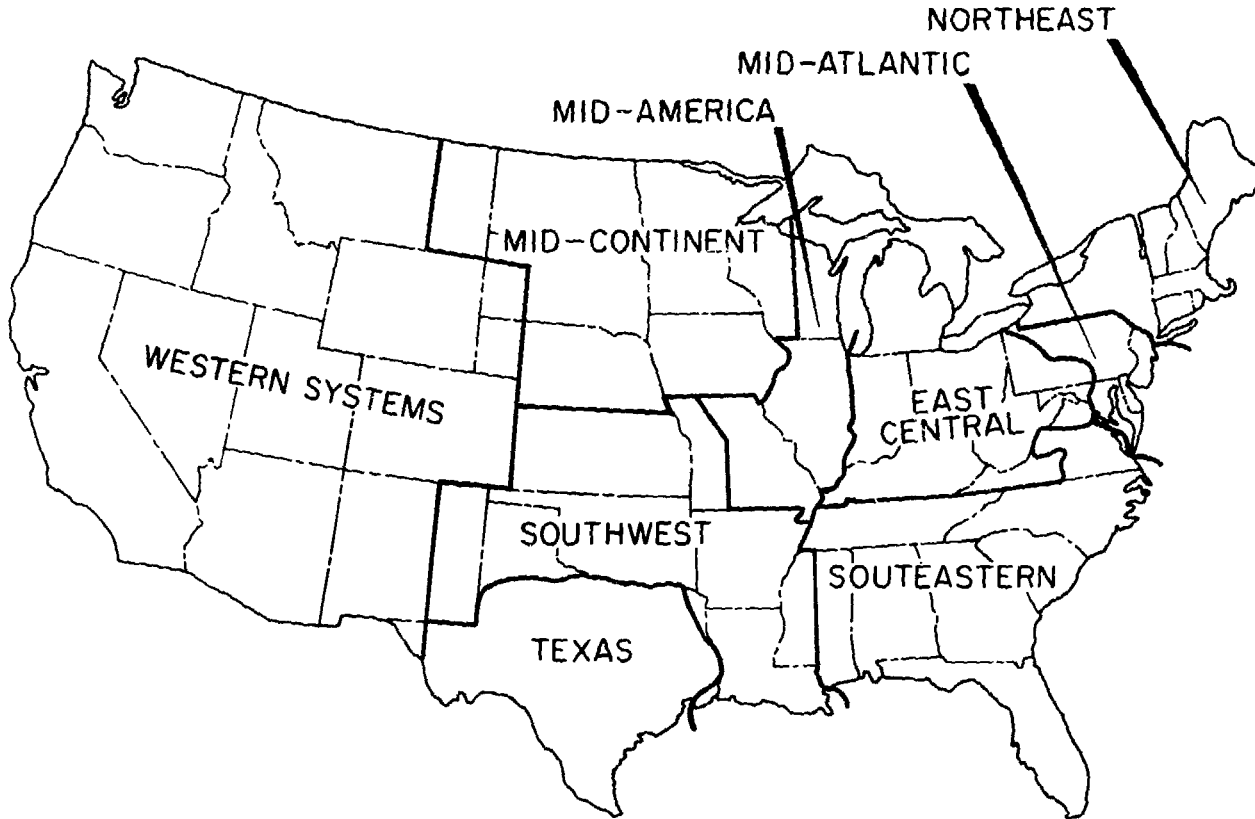 NORTHEAST
MID-ATLANTIC
MID-AMERICA
MID-CONTINENT
WESTERN SYSTEMS
EAST
CENTRAL
SOUTHWEST
SOUTEASTERN
TEXAS